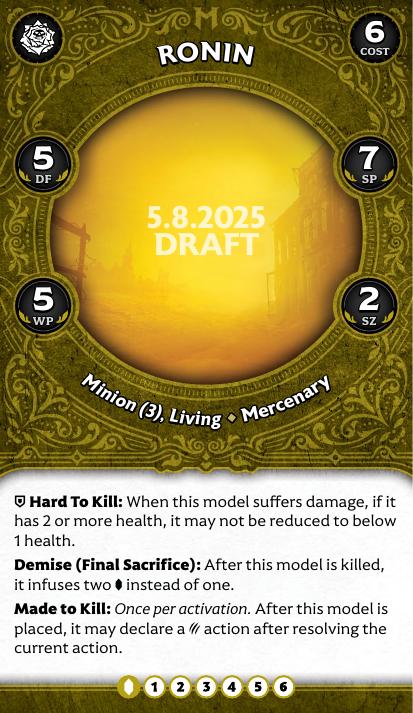 RONIN
6
COST
5
DF
7
SP
5.8.2025
DRAFT
5
WP
2
SZ
Minion (3), Living ⬥ Mercenary
Hard To Kill: When this model suffers damage, if it
has 2 or more health, it may not be reduced to below
1 health.
Demise (Final Sacrifice): After this model is killed,
it infuses two instead of one.
Made to Kill: Once per activation. After this model is
placed, it may declare a action after resolving the
current action.
1 2 3 4 5 6